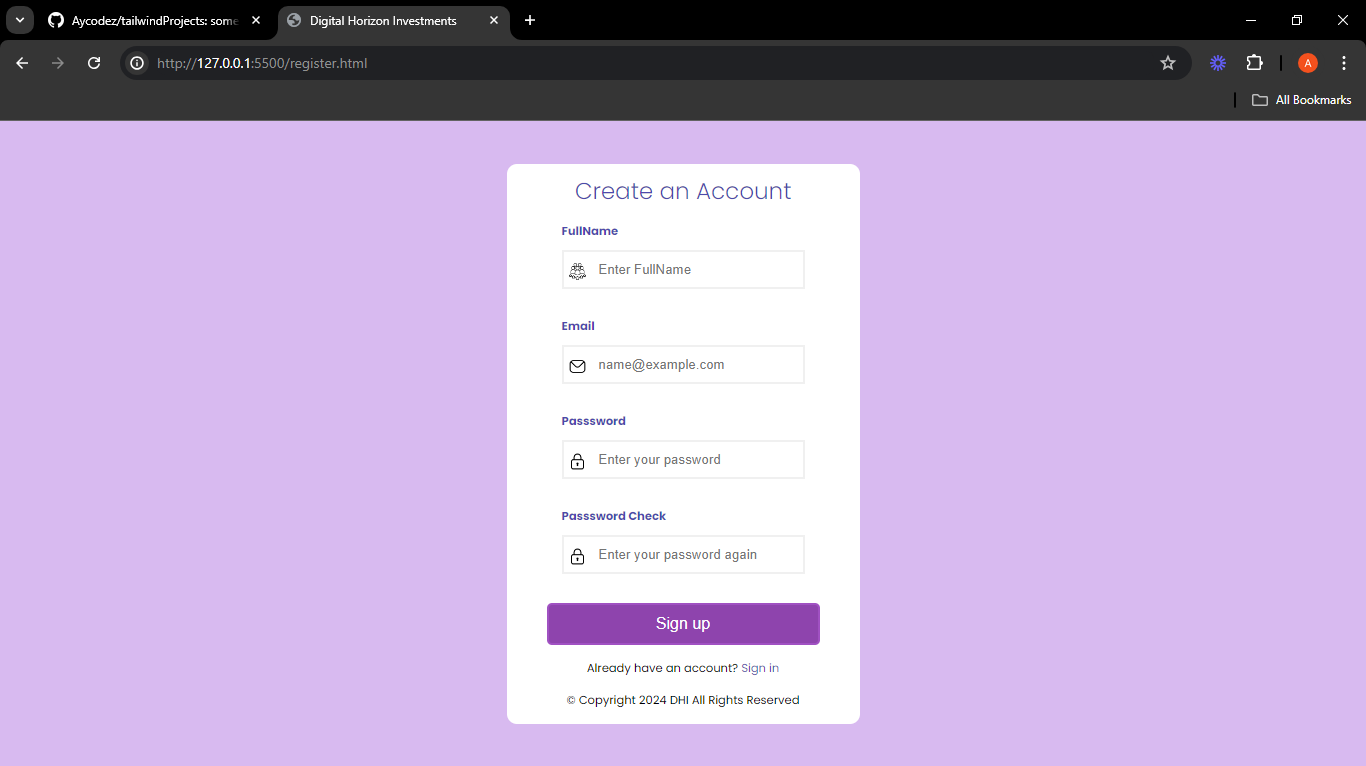 Aycodez/tailwindProjects: some
Digital Horizon Investments
http://127.0.0.1:5500/register.html
A
All Bookmarks
Create an Account
FullName
Enter FullName
Email
name@example.com
Passsword
Enter your password
Passsword Check
Enter your password again
Sign up
Already have an account? Sign in
© Copyright 2024 DHI All Rights Reserved